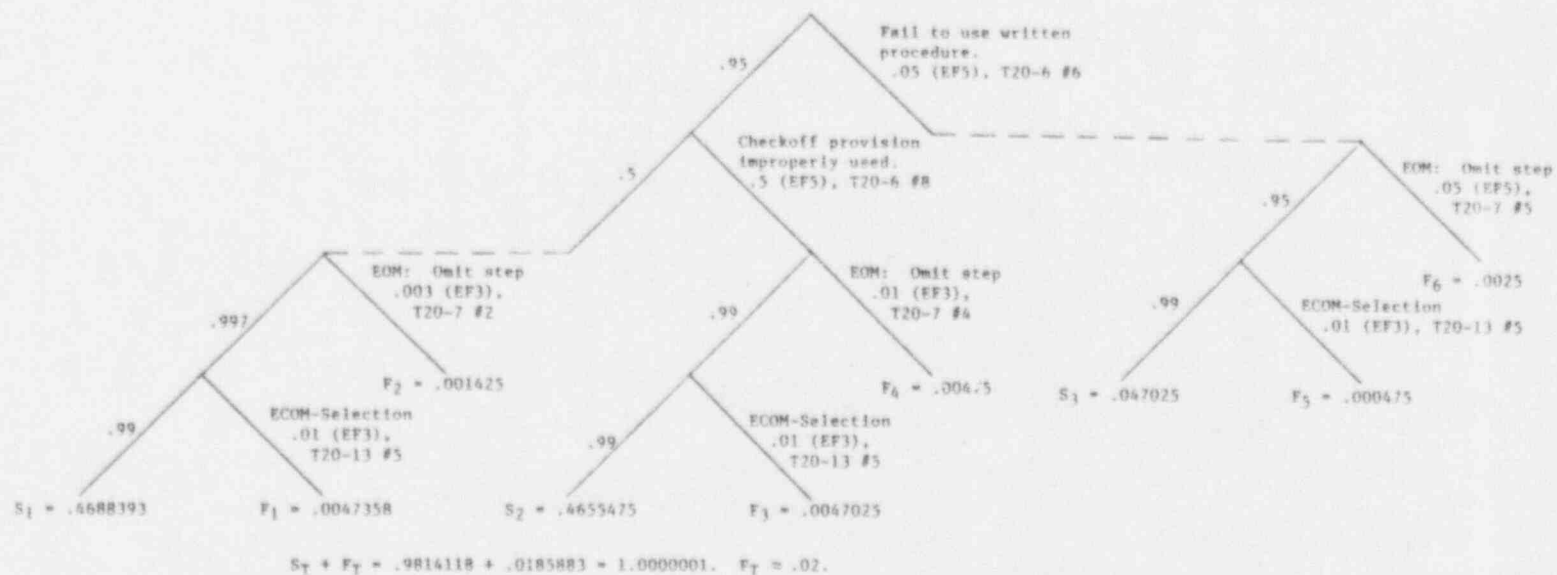 Fail to use written
procedure.
.05 (EF5), T20-6 #6
.95
Checkoff provision
improperly used.
.5 (EF5), T20-6 #8
.5
EOM: Omit step
.05 (EF5),
T20-7 #5
.95
EOM: Omit step
.003 (EF3),
T20-7 #2
.997
EOM: Omit step
.01 (EF3),
T20-7 #4
.99
F6 = .0025
ECOM-Selection
.01 (EF3), T20-13 #5
.99
F2 = .001425
F4 = .00475
S3 = .047025
F5 = .000475
ECOM-Selection
.01 (EF3),
T20-13 #5
.99
ECOM-Selection
.01 (EF3),
T20-13 #5
.99
S1 = .4688393
F1 = .0047358
S2 = .4655475
F3 = .0047025
ST + FT = .9814118 + .0185883 = 1.0000001. FT ≈ .02.